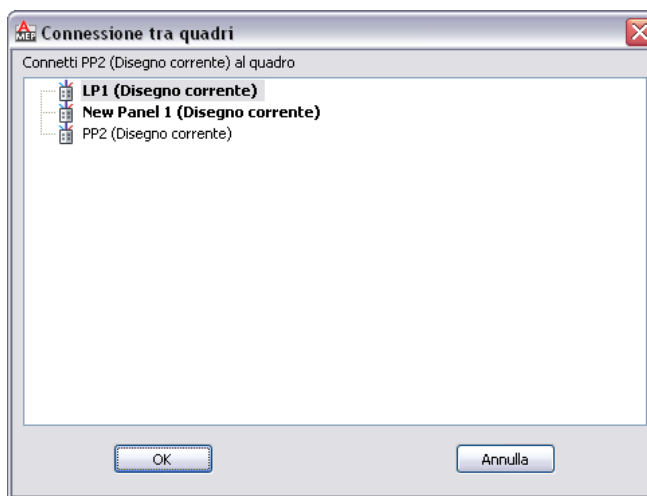 AMEP Connessione tra quadri
Connetti PP2 (Disegno corrente) al quadro
LP1 (Disegno corrente)
New Panel 1 (Disegno corrente)
PP2 (Disegno corrente)
OK
Annulla